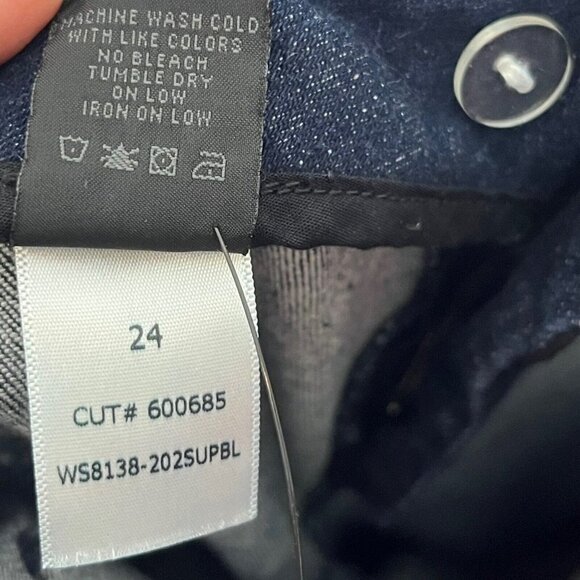 MACHINE WASH COLD
WITH LIKE COLORS
NO BLEACH
TUMBLE DRY
ON LOW
IRON ON LOW
24
CUT# 600685
WS8138-202SUPBL